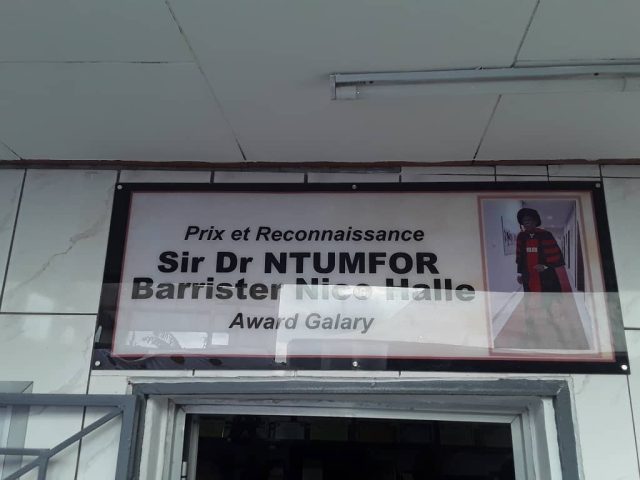 Prix et Reconnaissance
Sir Dr NTUMFOR
Barrister Nico Halle
Award Galary